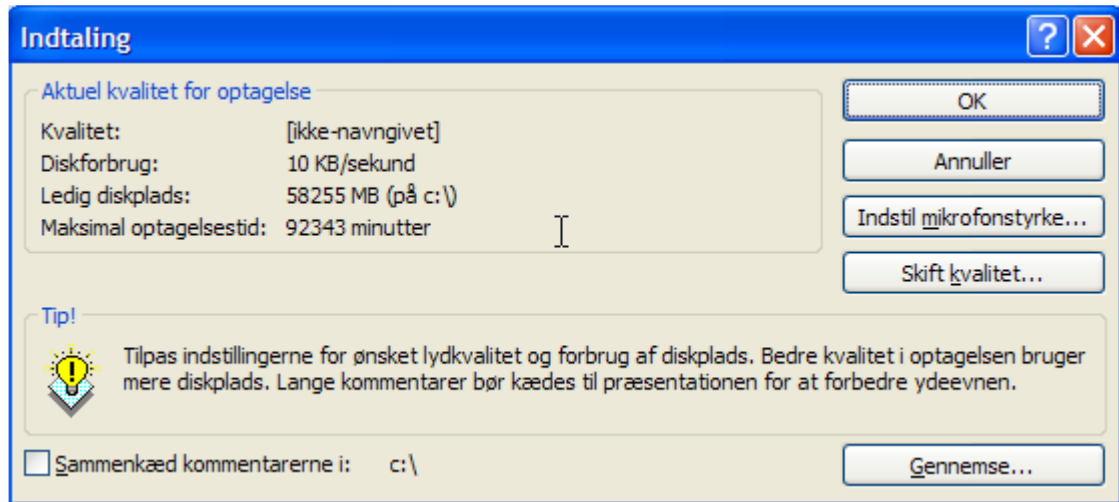 Indtaling
Aktuel kvalitet for optagelse
Kvalitet: [ikke-navngivet]
Diskforbrug: 10 KB/sekund
Ledig diskplads: 58255 MB (på c:\)
Maksimal optagelsestid: 92343 minutter
OK
Annuller
Indstil mikrofonstyrke...
Skift kvalitet...
Tip!
Tilpas indstillingerne for ønsket lydkvalitet og forbrug af diskplads. Bedre kvalitet i optagelsen bruger
mere diskplads. Lange kommentarer bør kædes til præsentationen for at forbedre ydeevnen.
Sammenkæd kommentarerne i: c:\
Gennemse...